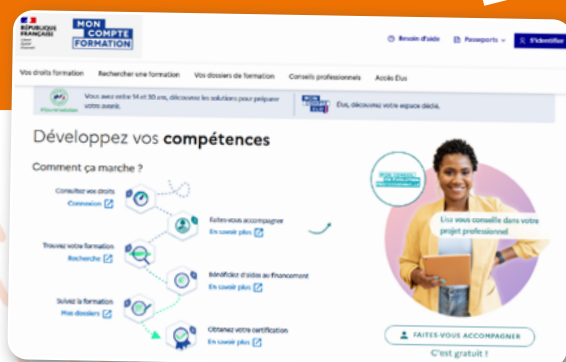 RÉPUBLIQUE
FRANÇAISE
MON
COMPTE
FORMATION
Besoin d'aide
Passeports
S'identifier
Vos droits formation
Rechercher une formation
Vos dossiers de formation
Conseils professionnels
Accès Élus
Vous avez entre 14 et 30 ans, découvrez les solutions pour préparer
votre avenir.
MON
COMPTE
ÉLU
Élus, découvrez votre espace dédié.
Développez vos compétences
Comment ça marche ?
Consultez vos droits
Connexion
Faites-vous accompagner
En savoir plus
Trouvez votre formation
Recherche
Bénéficiez d'aides au financement
En savoir plus
Suivez la formation
Mes dossiers
Obtenez votre certification
En savoir plus
Lisa vous conseille dans votre
projet professionnel
FAITES-VOUS ACCOMPAGNER
C'est gratuit !